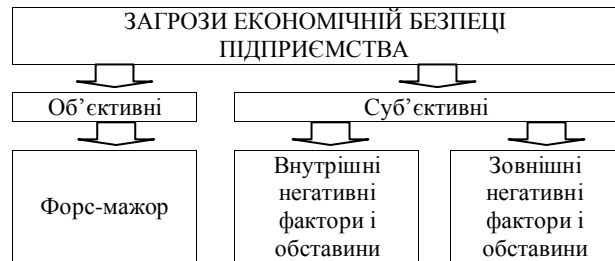 ЗАГРОЗИ ЕКОНОМІЧНІЙ БЕЗПЕЦІ
ПІДПРИЄМСТВА
Об’єктивні
Суб’єктивні
Форс-мажор
Внутрішні
негативні
фактори і
обставини
Зовнішні
негативні
фактори і
обставини